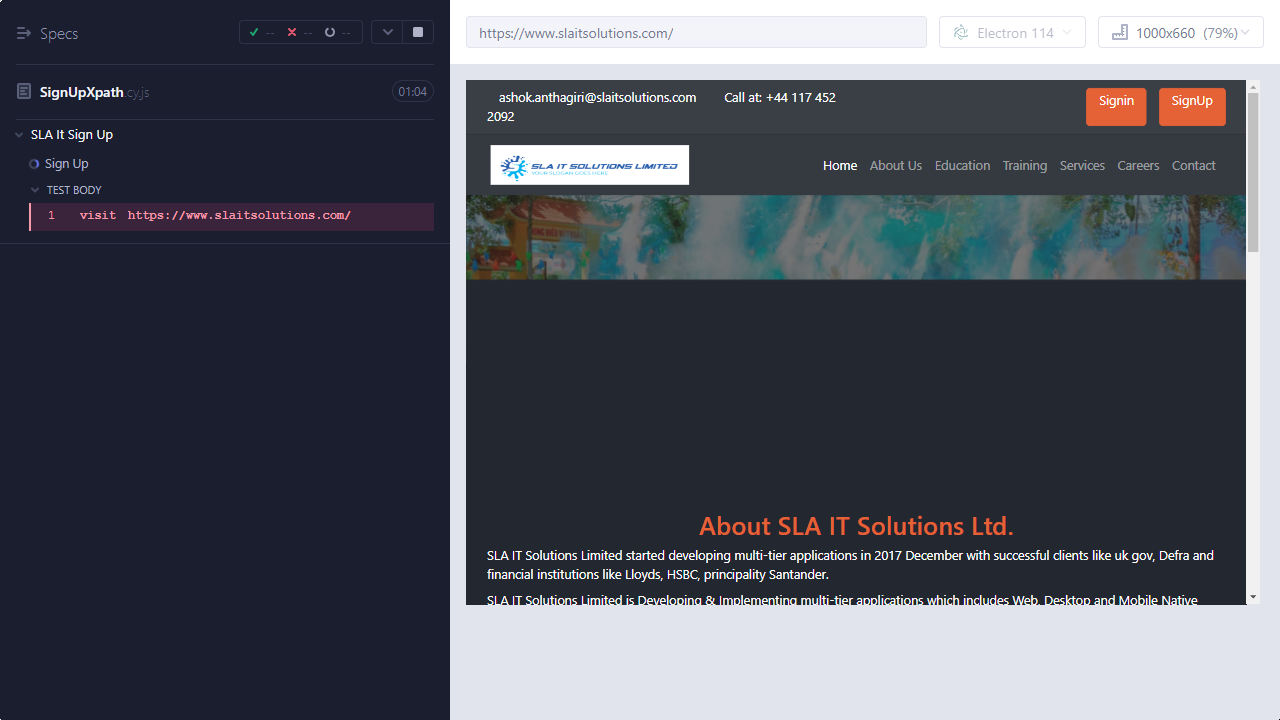 Specs
-- -- --
SignUpXpath.cy.js 01:04
SLA It Sign Up
Sign Up
TEST BODY
1 visit https://www.slaitsolutions.com/
https://www.slaitsolutions.com/
Electron 114
1000x660 (79%)
ashok.anthagiri@slaitsolutions.com Call at: +44 117 452
2092
Signin SignUp
SLA IT SOLUTIONS LIMITED
YOUR SLOGAN GOES HERE
Home About Us Education Training Services Careers Contact
About SLA IT Solutions Ltd.
SLA IT Solutions Limited started developing multi-tier applications in 2017 December with successful clients like uk gov, Defra and
financial institutions like Lloyds, HSBC, principality Santander.
SLA IT Solutions Limited is Developing & Implementing multi-tier applications which includes Web, Desktop and Mobile Native